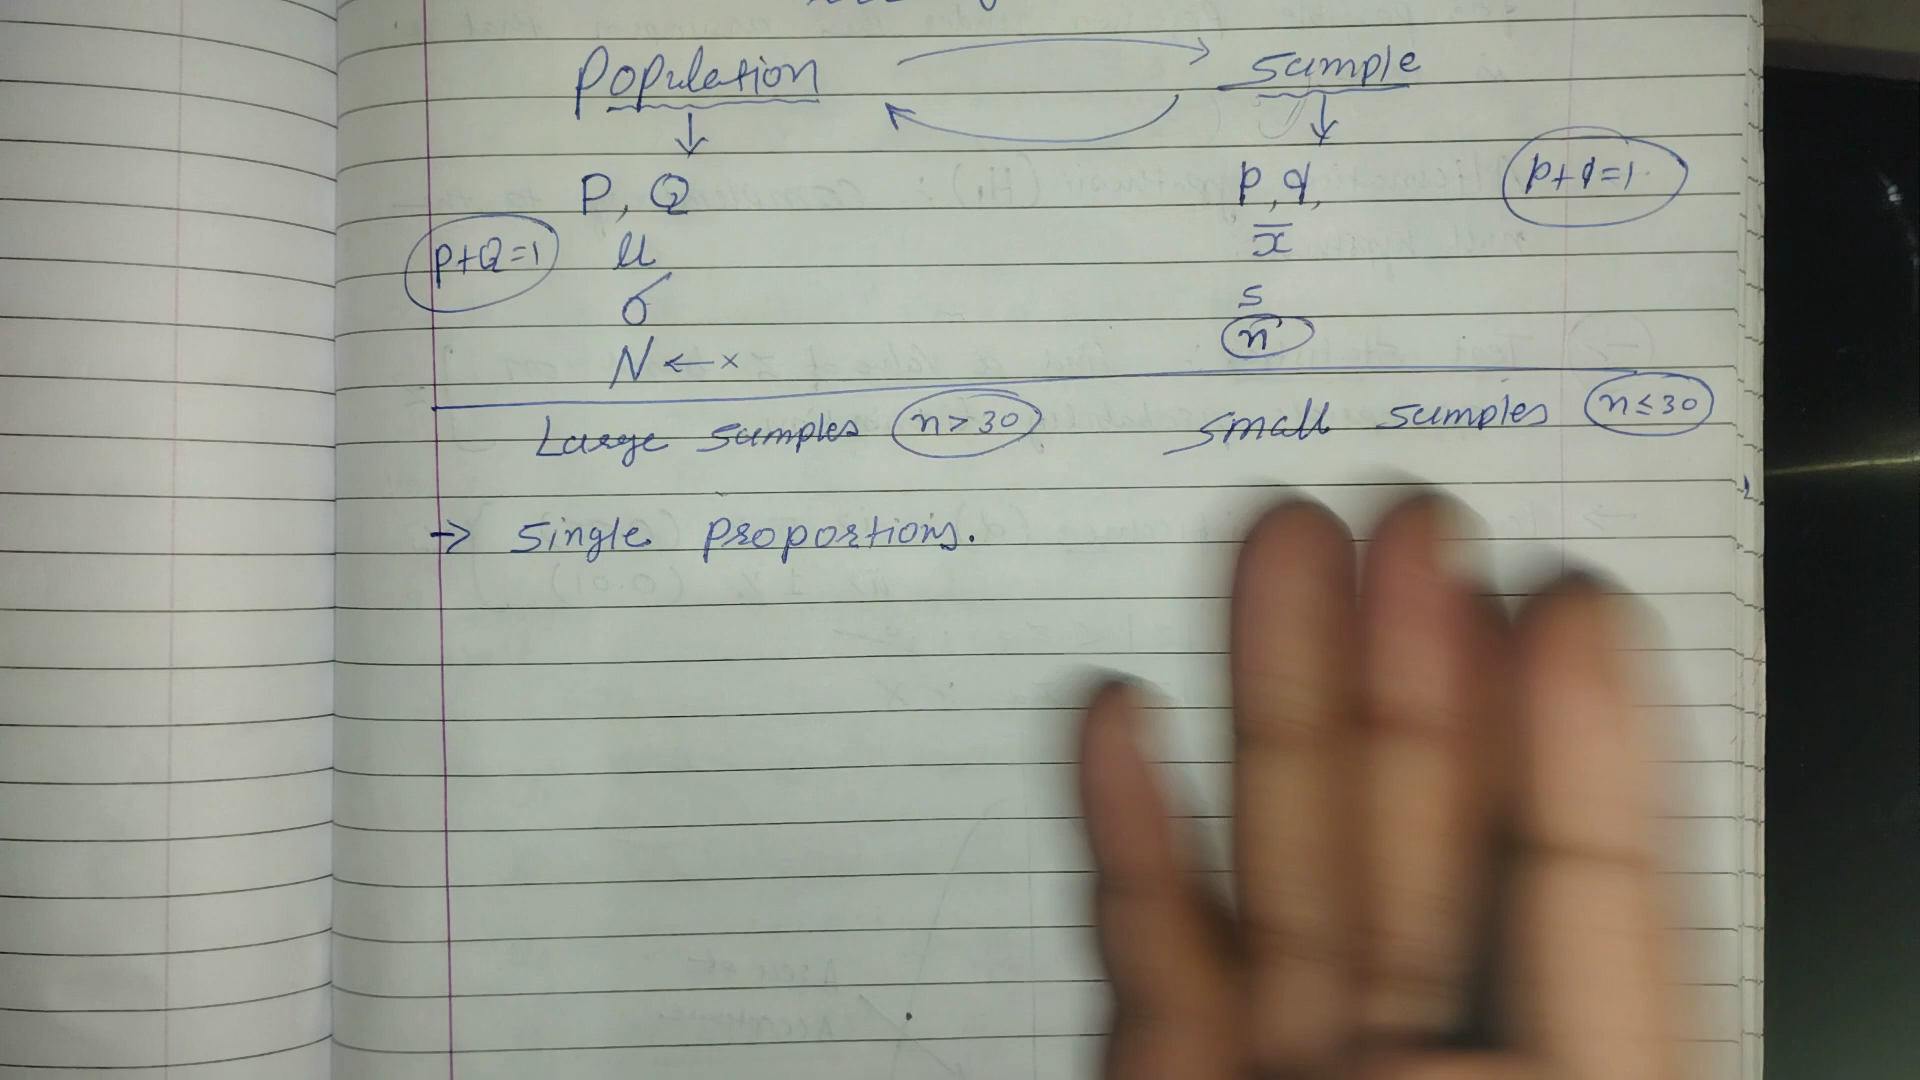 Population → Sample
←
↓ ↓
P, Q p, q, p+q=1
P+Q=1 μ x̄
σ s
N ← × n
Large Samples n > 30 Small Samples n ≤ 30
→ Single Proportions.